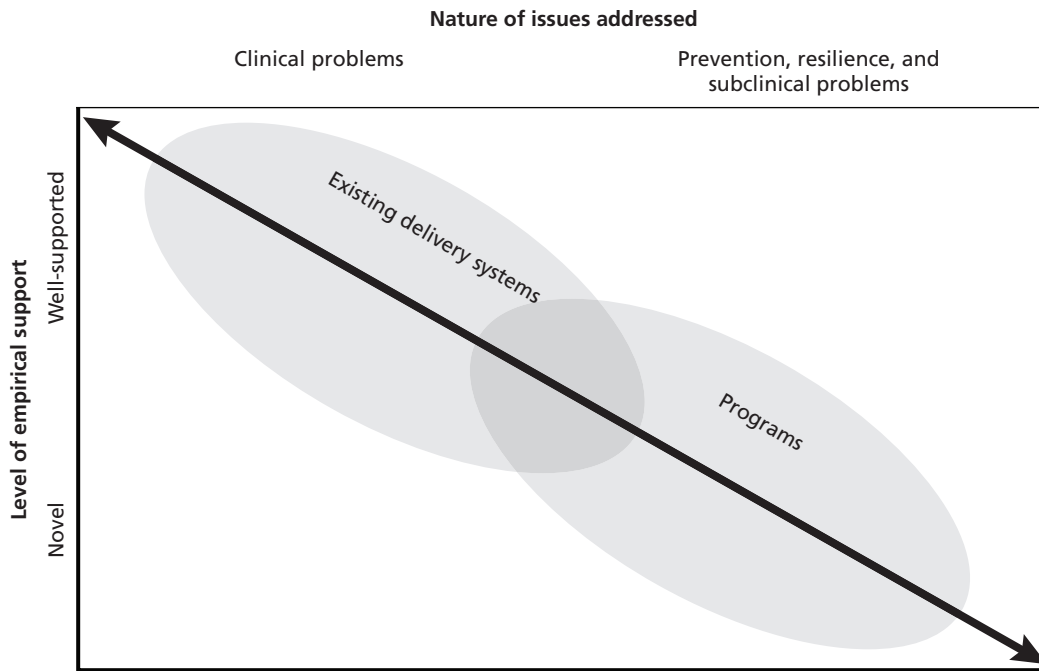 Nature of issues addressed
Clinical problems
Prevention, resilience, and
subclinical problems
Level of empirical support
Well-supported
Novel
Existing delivery systems
Programs